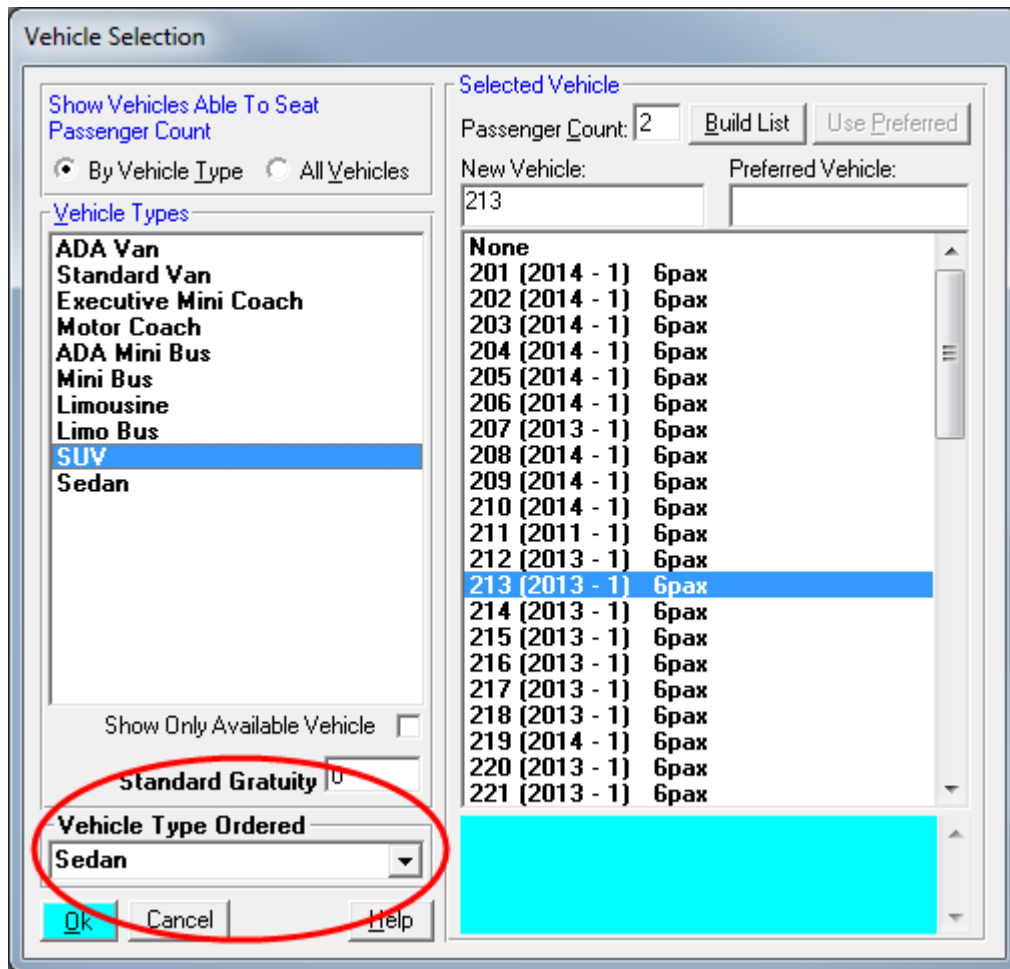 Vehicle Selection
Show Vehicles Able To Seat
Passenger Count
By Vehicle Type
All Vehicles
Vehicle Types
ADA Van
Standard Van
Executive Mini Coach
Motor Coach
ADA Mini Bus
Mini Bus
Limousine
Limo Bus
SUV
Sedan
Show Only Available Vehicle
Standard Gratuity 0
Vehicle Type Ordered
Sedan
Ok
Cancel
Help
Selected Vehicle
Passenger Count: 2
Build List
Use Preferred
New Vehicle:
Preferred Vehicle:
213
None
201 (2014 - 1) 6pax
202 (2014 - 1) 6pax
203 (2014 - 1) 6pax
204 (2014 - 1) 6pax
205 (2014 - 1) 6pax
206 (2014 - 1) 6pax
207 (2013 - 1) 6pax
208 (2014 - 1) 6pax
209 (2014 - 1) 6pax
210 (2014 - 1) 6pax
211 (2011 - 1) 6pax
212 (2013 - 1) 6pax
213 (2013 - 1) 6pax
214 (2013 - 1) 6pax
215 (2013 - 1) 6pax
216 (2013 - 1) 6pax
217 (2013 - 1) 6pax
218 (2013 - 1) 6pax
219 (2014 - 1) 6pax
220 (2013 - 1) 6pax
221 (2013 - 1) 6pax